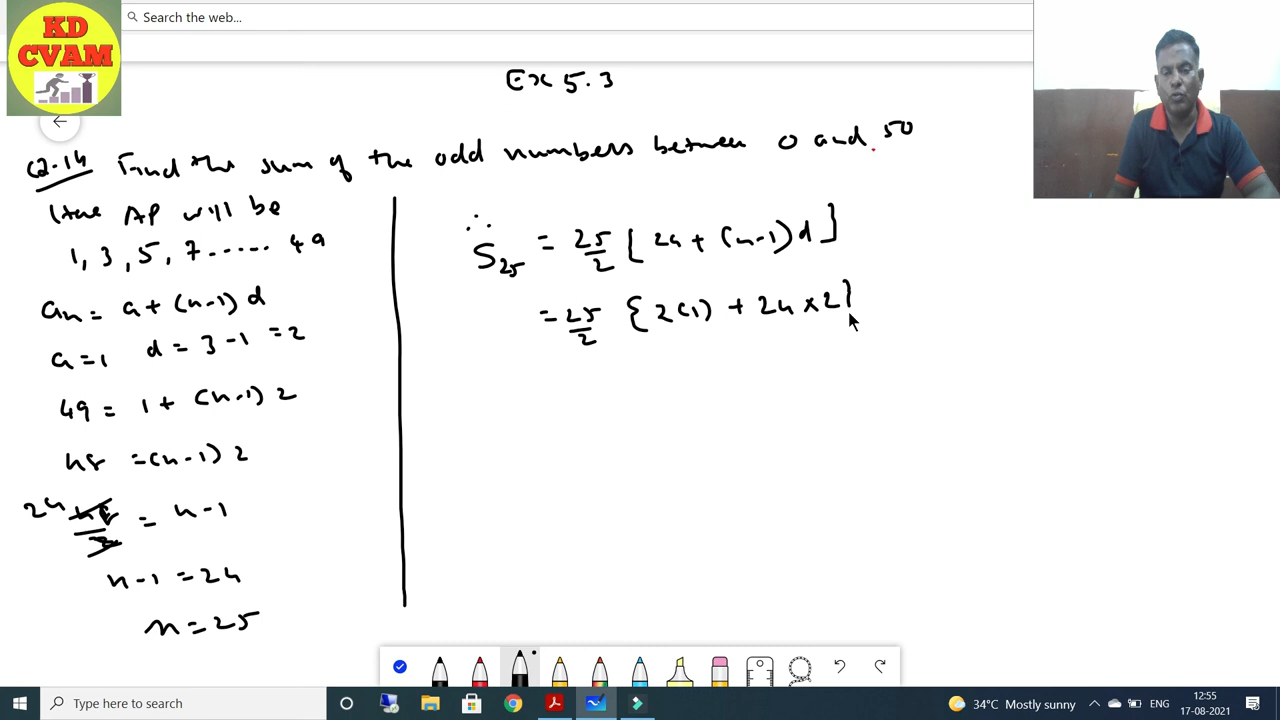 KD
CVAM
Search the web...
Ex 5.3
Q.14 Find the sum of the odd numbers between 0 and 50
Here AP will be
1, 3, 5, 7 ...... 49
an = a + (n-1) d
a = 1 d = 3 - 1 = 2
49 = 1 + (n-1) 2
48 = (n-1) 2
24 48/2 = n - 1
n - 1 = 24
n = 25
∴
S25 = 25/2 [2a + (n-1) d]
= 25/2 {2(1) + 24 × 2}
Type here to search
34°C Mostly sunny
ENG
12:55
17-08-2021